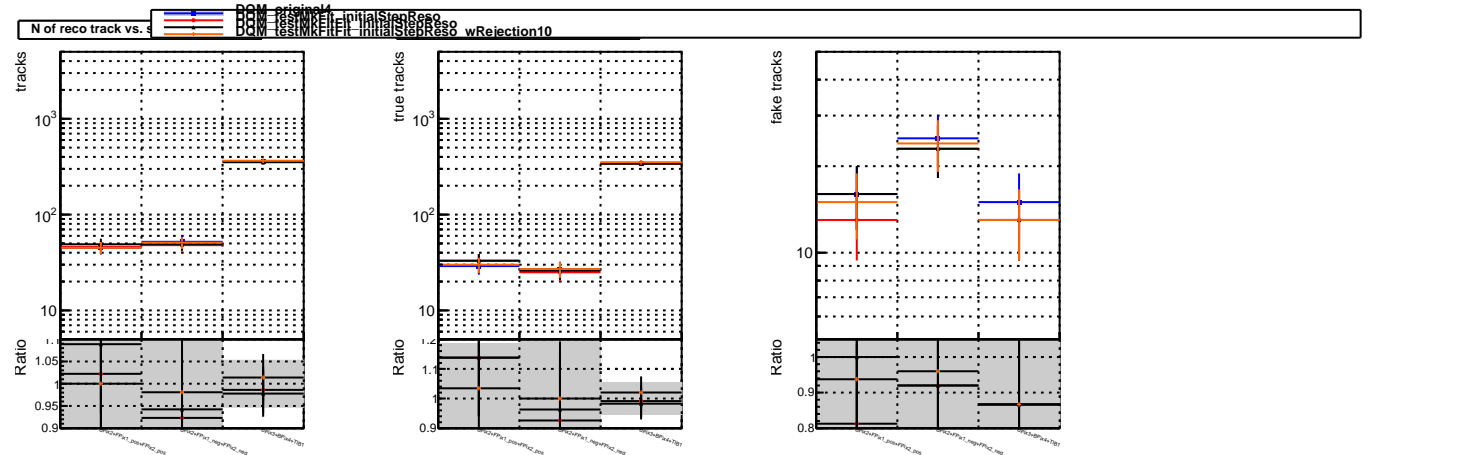 DQM_original4
DQM_testMkFit_initialStepReso
DQM_testMkFitFit_initialStepReso
DQM_testMkFitFit_initialStepReso_wRejection10
N of reco track vs.
tracks
10³
10²
10
Ratio
1.05
1
0.95
0.9
true tracks
10³
10²
10
Ratio
1.2
1.1
1
0.9
fake tracks
10
Ratio
1
0.9
0.8